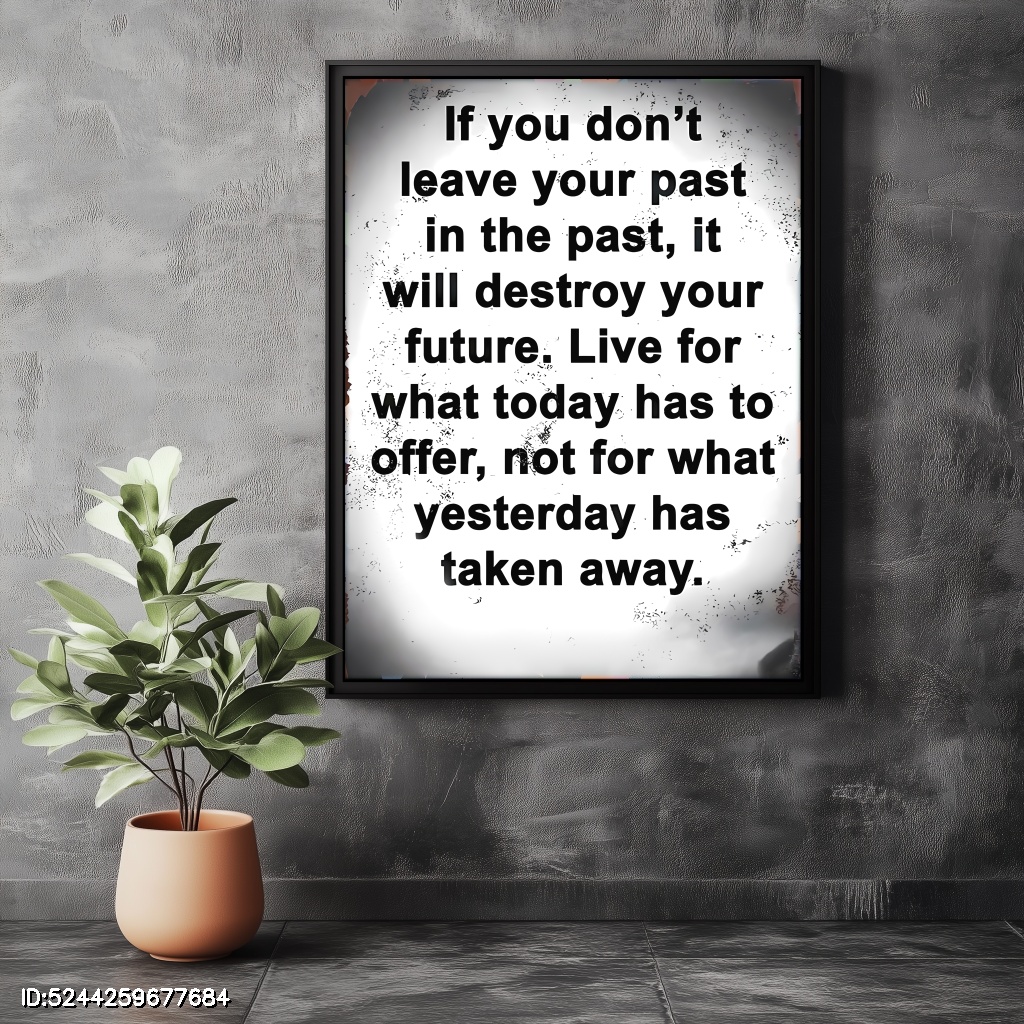 If you don’t
leave your past
in the past, it
will destroy your
future. Live for
what today has to
offer, not for what
yesterday has
taken away.
ID:5244259677684